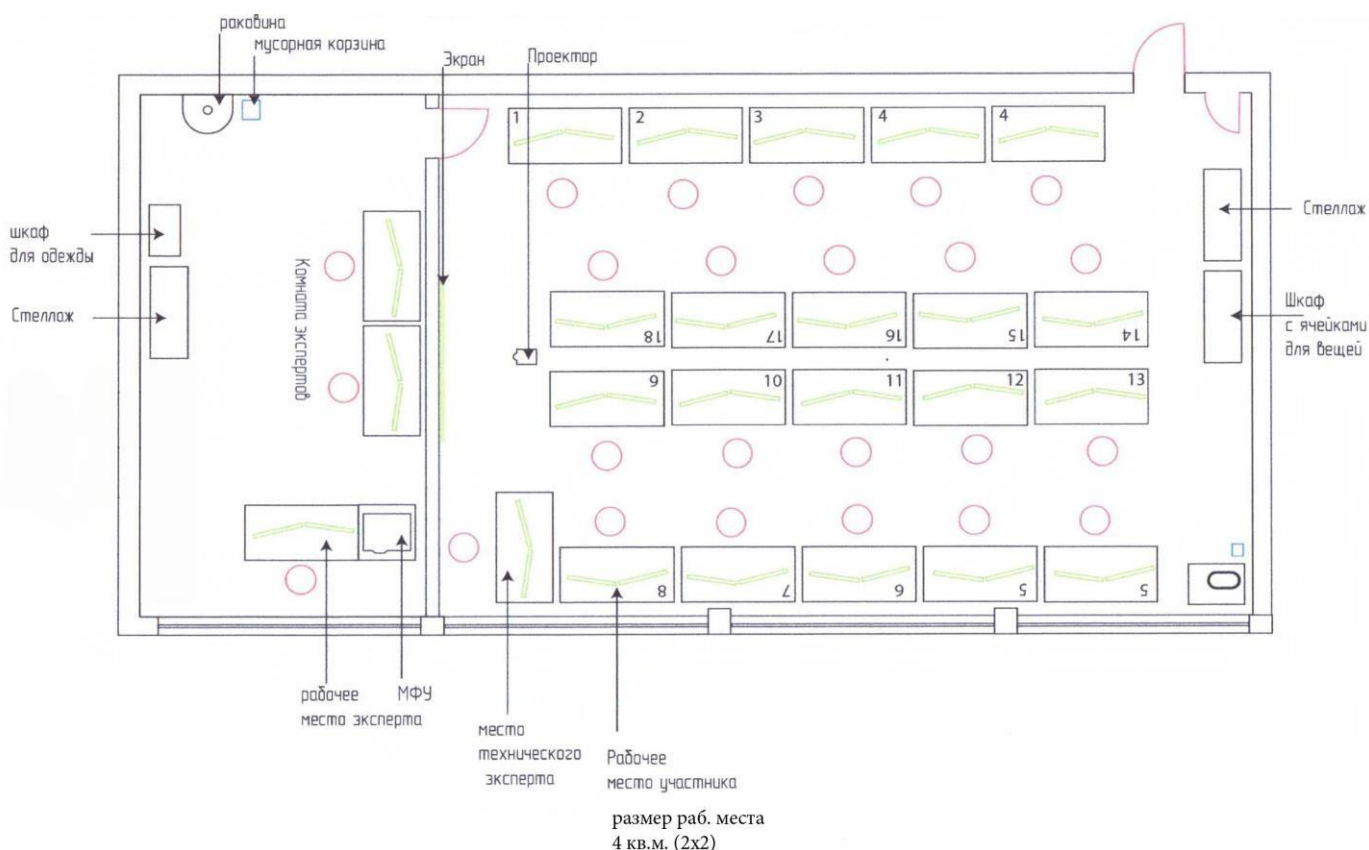 раковина
мусорная корзина
Экран
Проектор
1
2
3
4
4
шкаф
для одежды
Стеллаж
Комната экспертов
Стеллаж
Шкаф
с ячейками
для вещей
18
17
16
15
14
9
10
11
12
13
8
7
6
5
5
рабочее
места эксперта
МФУ
место
технического
эксперта
Рабочее
место участника
размер раб. места
4 кв.м. (2х2)